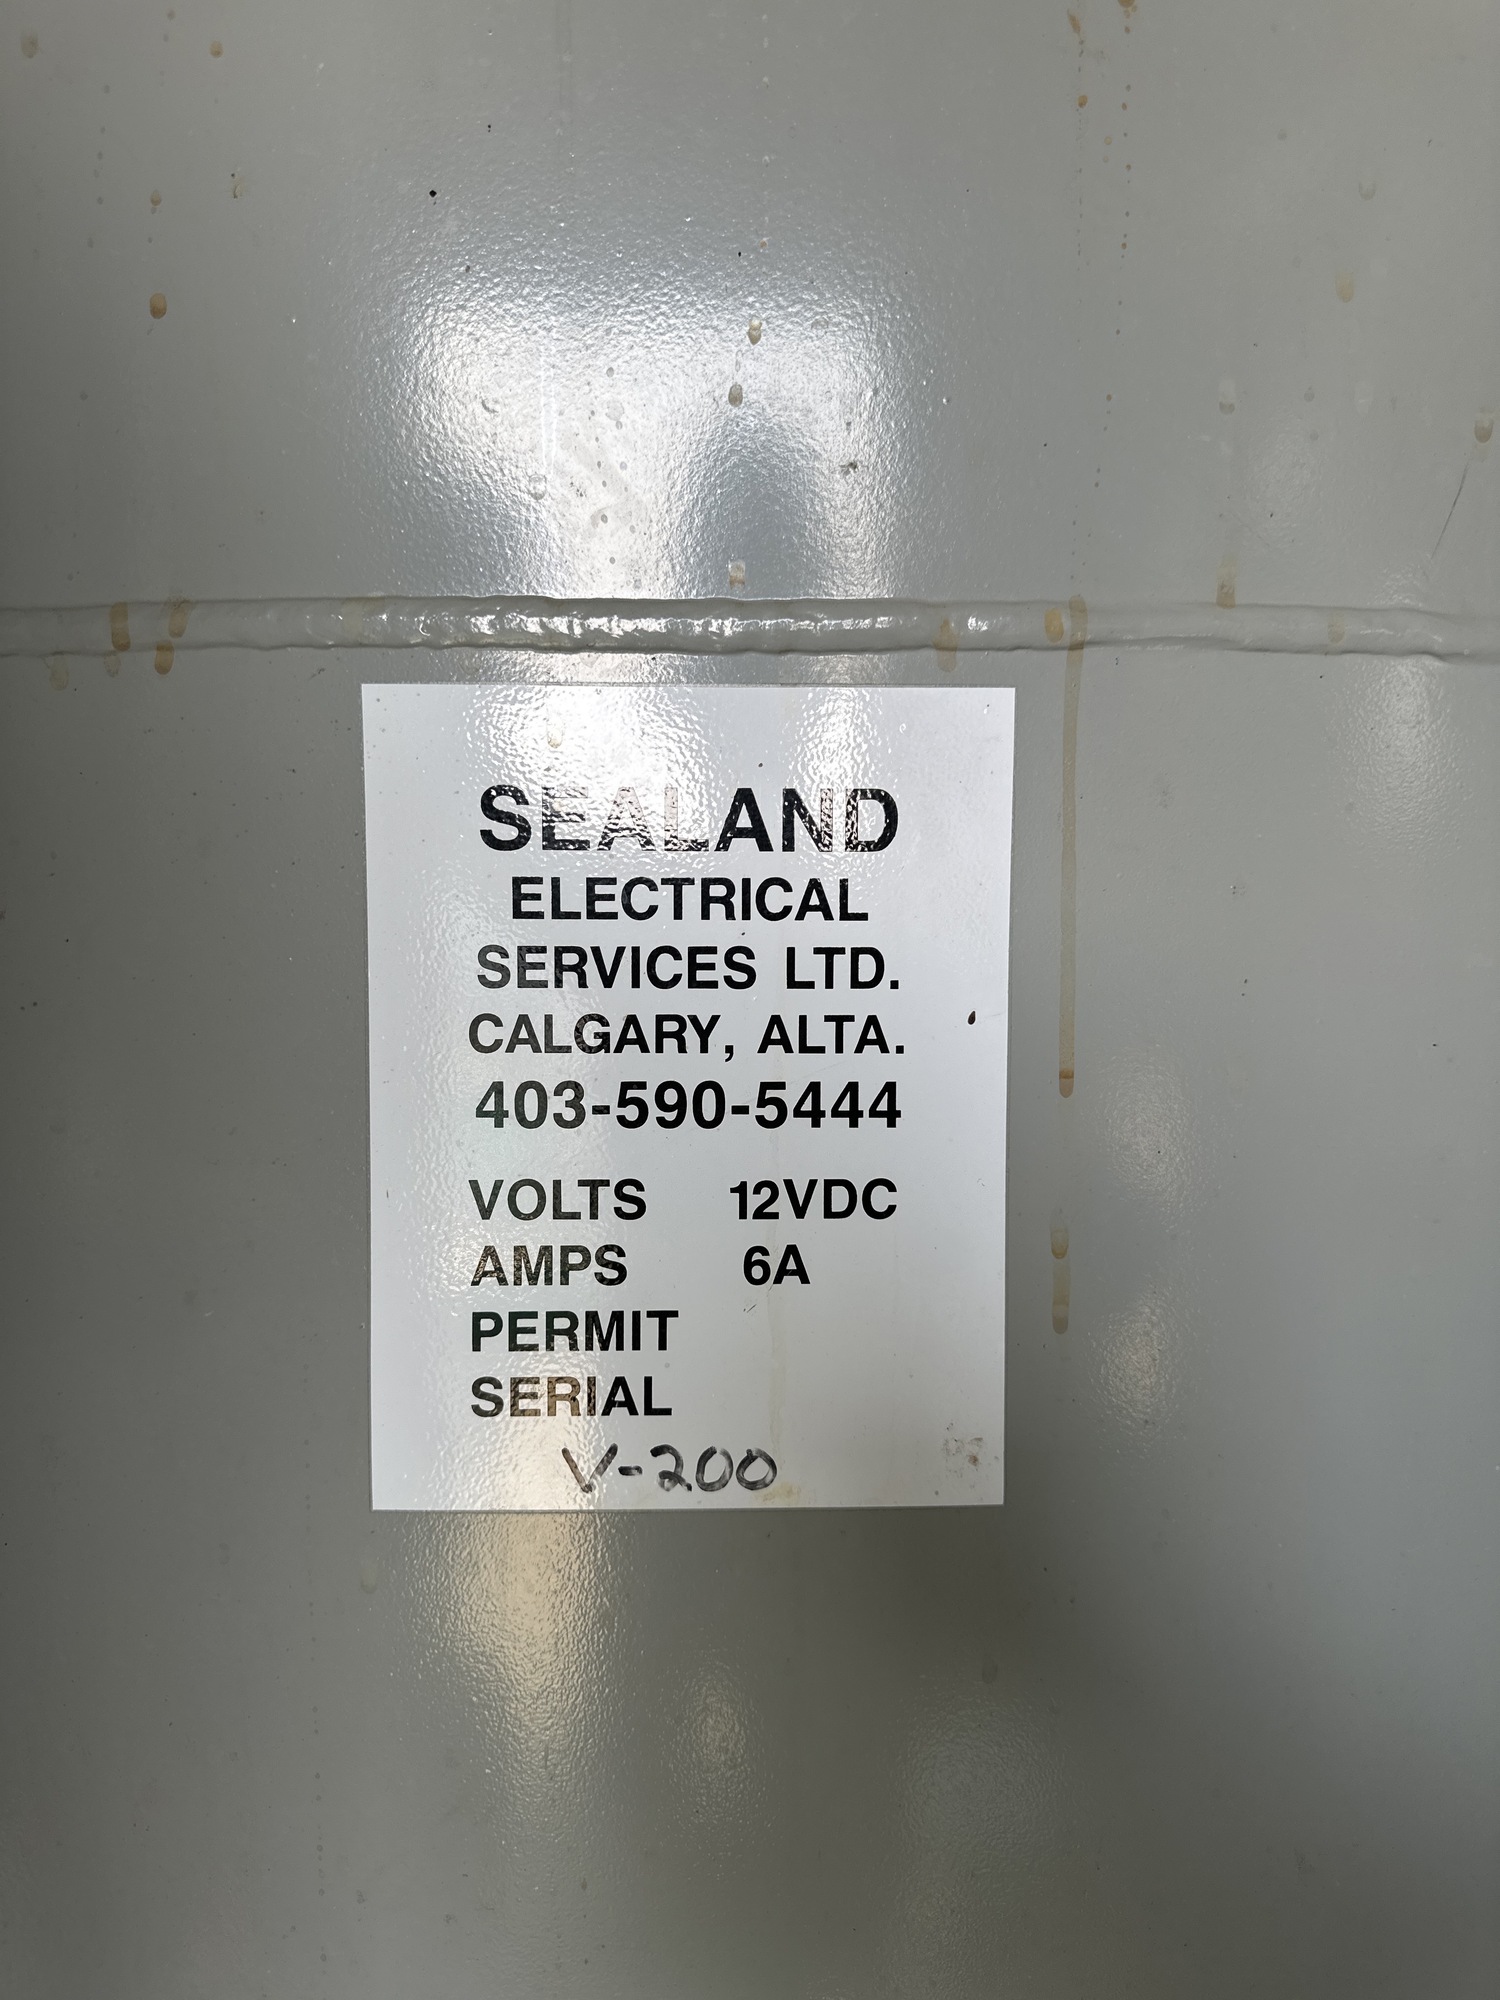 SEALAND
ELECTRICAL
SERVICES LTD.
CALGARY, ALTA.
403-590-5444
VOLTS 12VDC
AMPS 6A
PERMIT
SERIAL
V-200